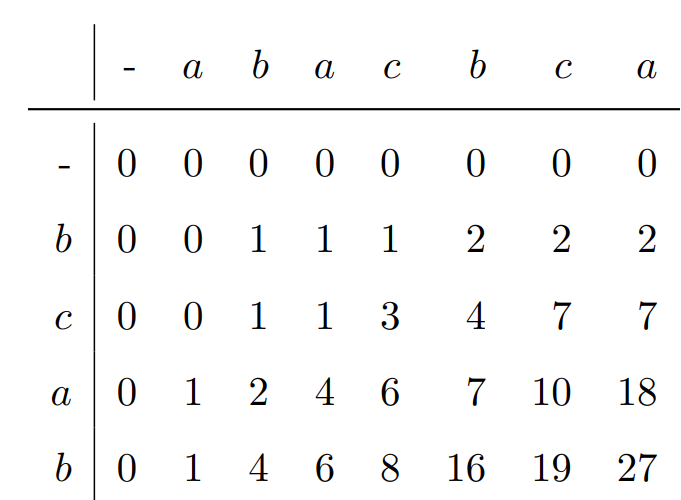 - a b a c b c a
- 0 0 0 0 0 0 0 0
b 0 0 1 1 1 2 2 2
c 0 0 1 1 3 4 7 7
a 0 1 2 4 6 7 10 18
b 0 1 4 6 8 16 19 27